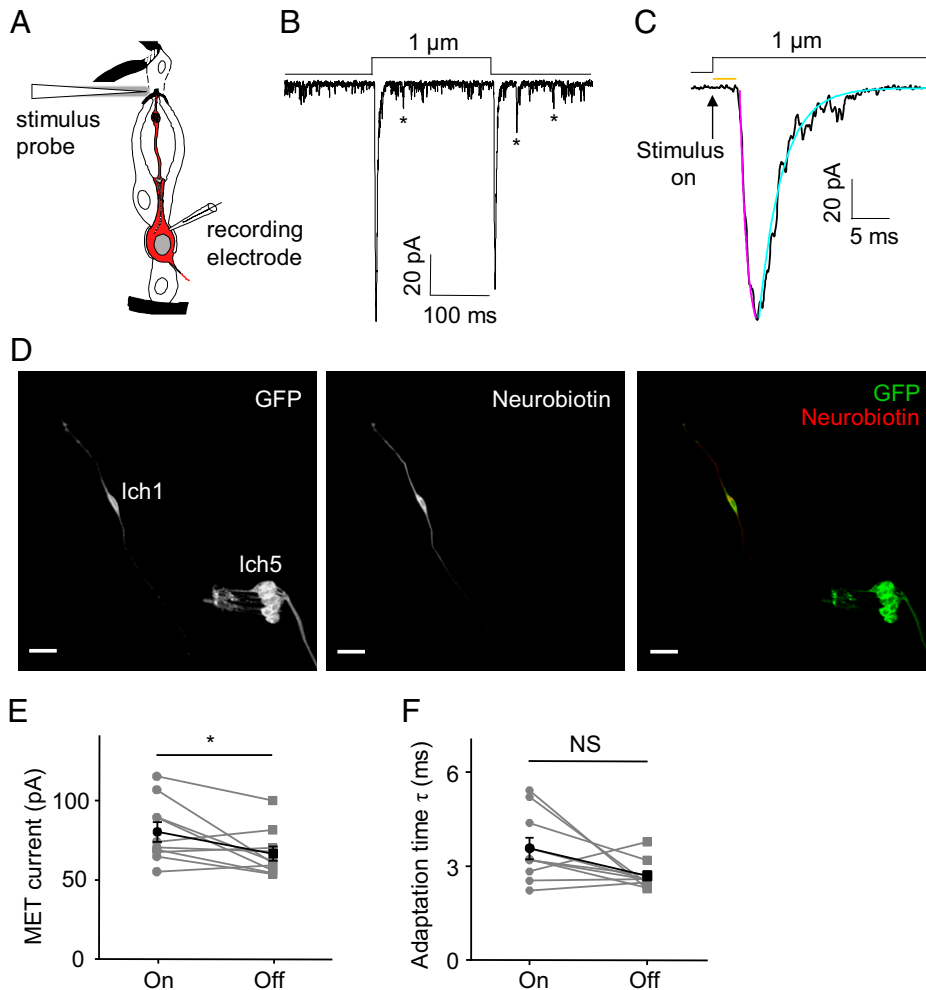 A
stimulus
probe
recording
electrode
B
1 µm
*
*
*
20 pA
100 ms
C
1 µm
Stimulus
on
20 pA
5 ms
D
GFP
lch1
lch5
Neurobiotin
GFP
Neurobiotin
E
*
MET current (pA)
100
50
0
On
Off
F
NS
Adaptation time τ (ms)
6
3
0
On
Off